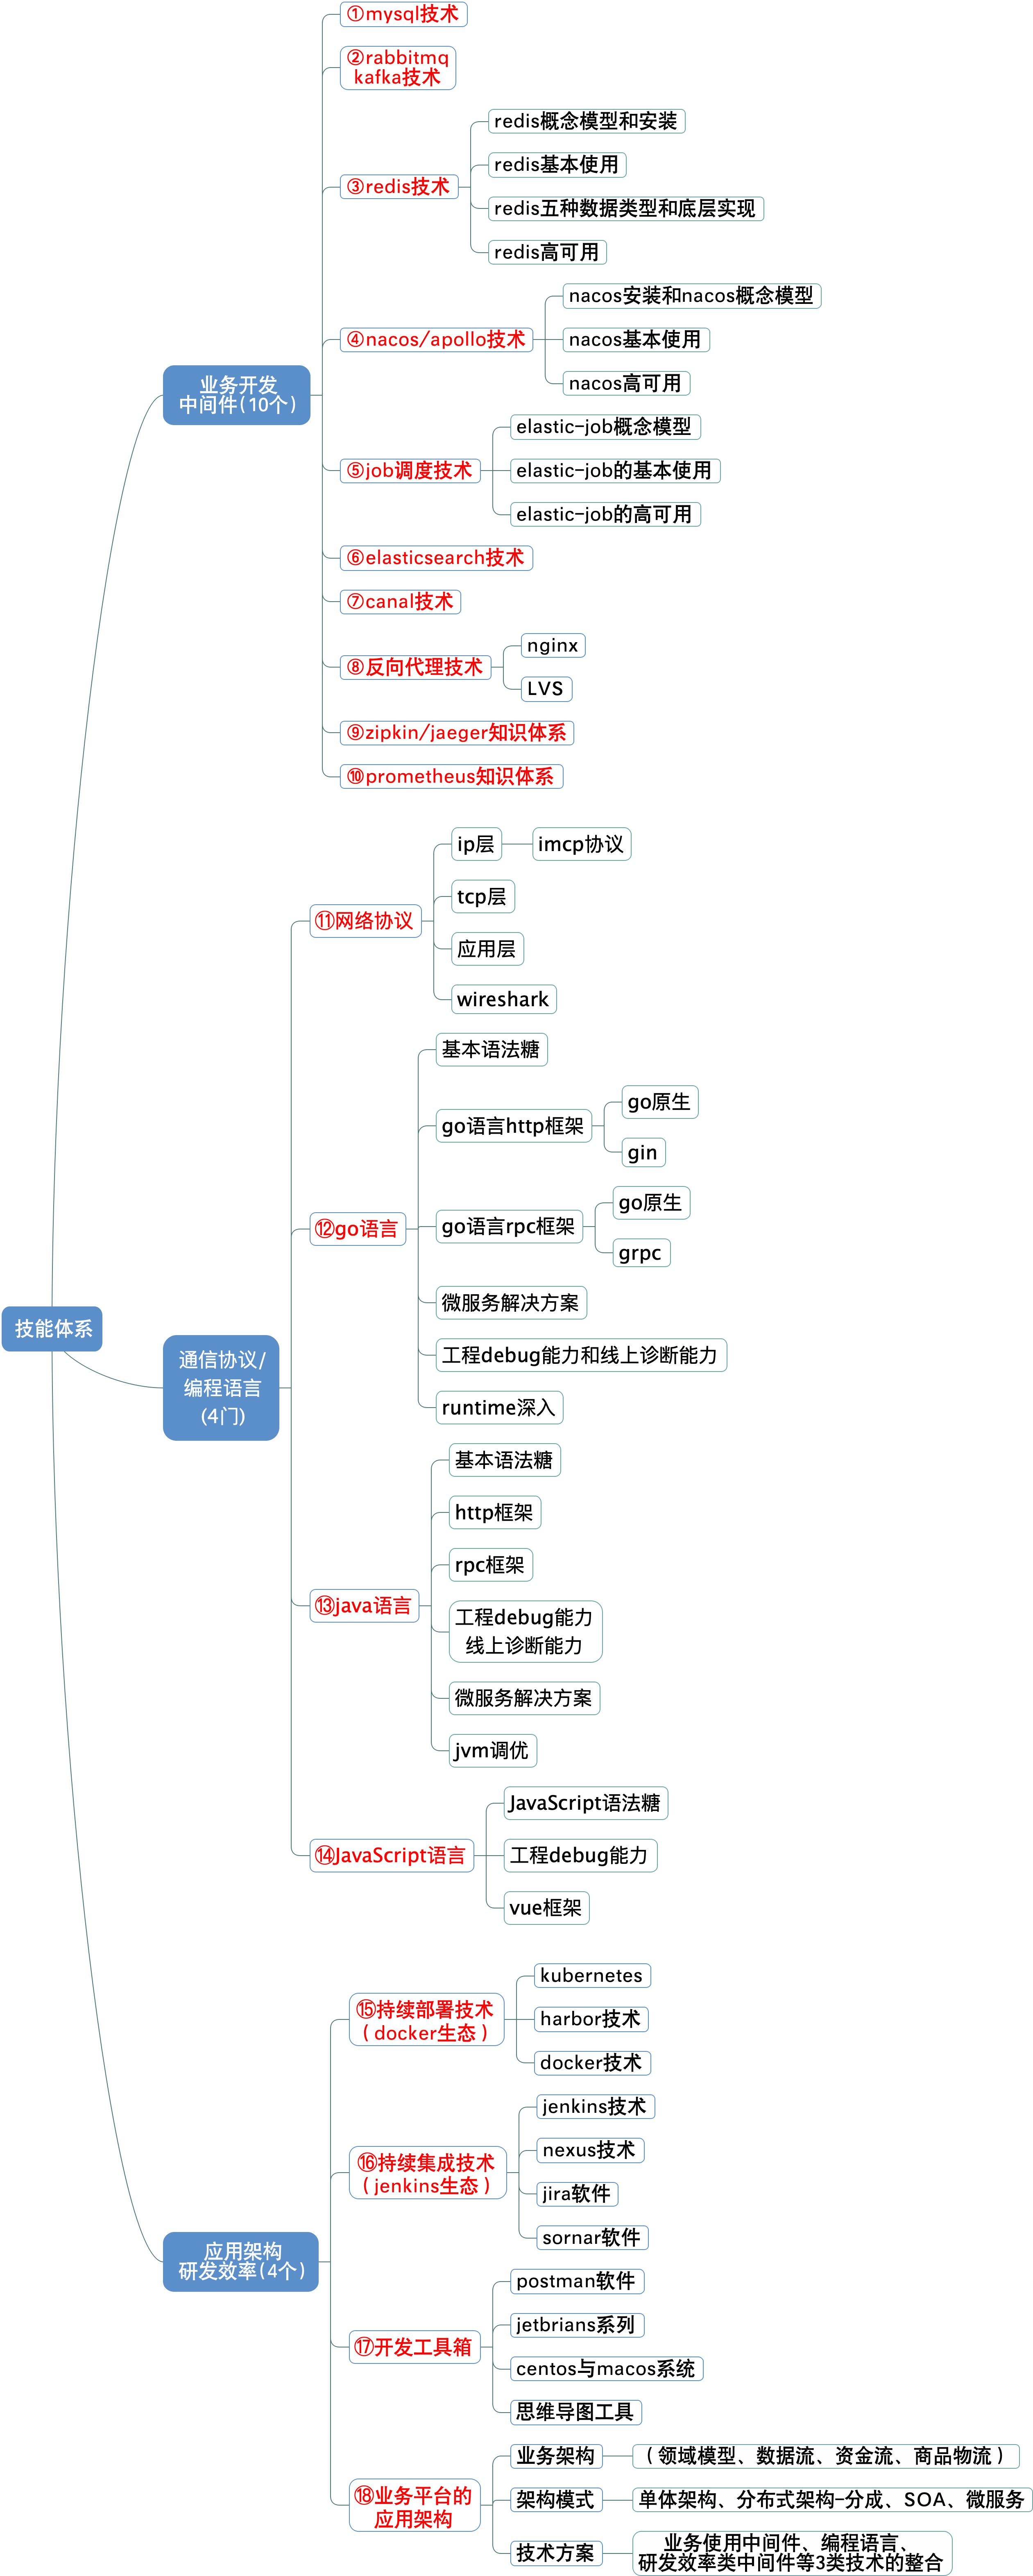 ①mysql技术
②rabbitmq
kafka技术
redis概念模型和安装
redis基本使用
③redis技术
redis五种数据类型和底层实现
redis高可用
nacos安装和nacos概念模型
④nacos/apollo技术
nacos基本使用
nacos高可用
业务开发
中间件(10个)
elastic-job概念模型
⑤job调度技术
elastic-job的基本使用
elastic-job的高可用
⑥elasticsearch技术
⑦canal技术
nginx
⑧反向代理技术
LVS
⑨zipkin/jaeger知识体系
⑩prometheus知识体系
ip层
imcp协议
tcp层
⑪网络协议
应用层
wireshark
基本语法糖
go原生
go语言http框架
gin
go原生
⑫go语言
go语言rpc框架
grpc
微服务解决方案
技能体系
工程debug能力和线上诊断能力
通信协议/
编程语言
(4门)
runtime深入
基本语法糖
http框架
rpc框架
⑬java语言
工程debug能力
线上诊断能力
微服务解决方案
jvm调优
JavaScript语法糖
⑭JavaScript语言
工程debug能力
vue框架
kubernetes
⑮持续部署技术
（docker生态）
harbor技术
docker技术
jenkins技术
nexus技术
⑯持续集成技术
（jenkins生态）
jira软件
sornar软件
应用架构
研发效率(4个)
postman软件
jetbrians系列
⑰开发工具箱
centos与macos系统
思维导图工具
业务架构
（领域模型、数据流、资金流、商品物流）
⑱业务平台的
应用架构
架构模式
单体架构、分布式架构-分成、SOA、微服务
技术方案
业务使用中间件、编程语言、
研发效率类中间件等3类技术的整合